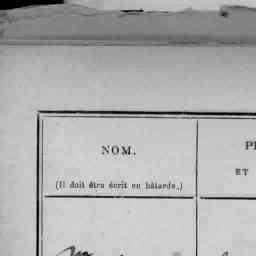 NOM. P
ET
(Il doit être écrit en bâtarde.)